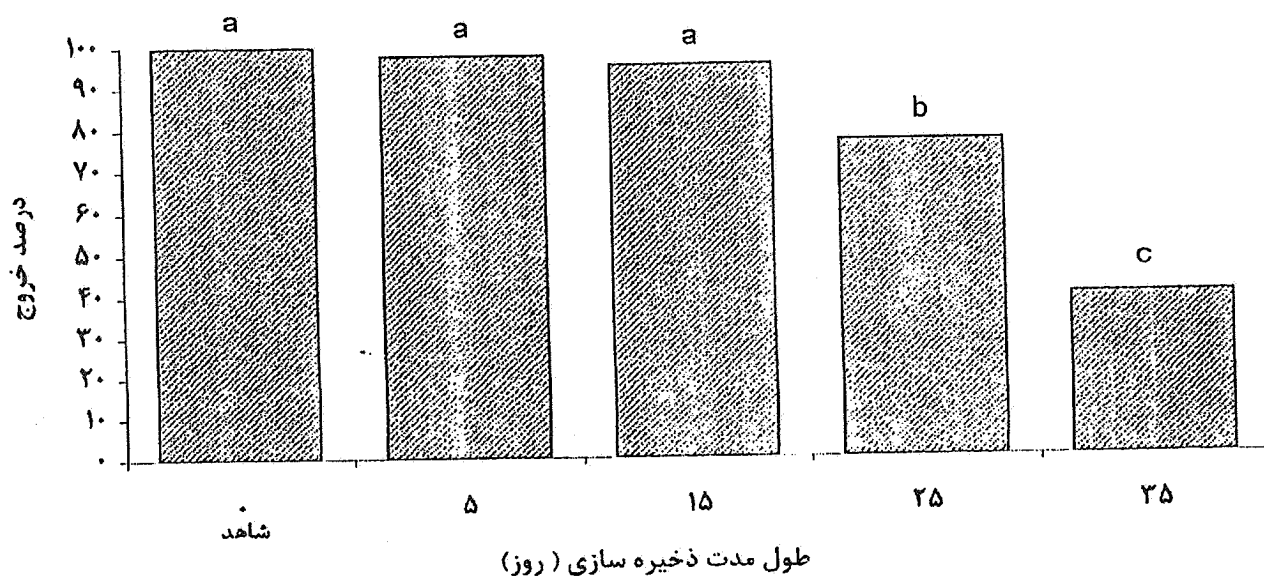 a a a b c
۱۰۰
۹۰
۸۰
۷۰
۶۰
۵۰
۴۰
۳۰
۲۰
۱۰
۰
درصد خروج
۰ ۵ ۱۵ ۲۵ ۳۵
شاهد
طول مدت ذخیره سازی ( روز)